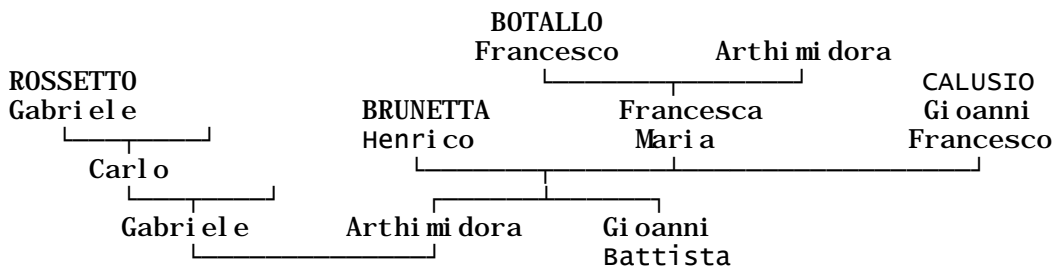 BOTALLO
Francesco Arthimidora
ROSSETTO CALUSIO
Gabriele BRUNETTA Francesca Gioanni
Henrico Maria Francesco
Carlo
Gabriele Arthimidora Gioanni
Battista